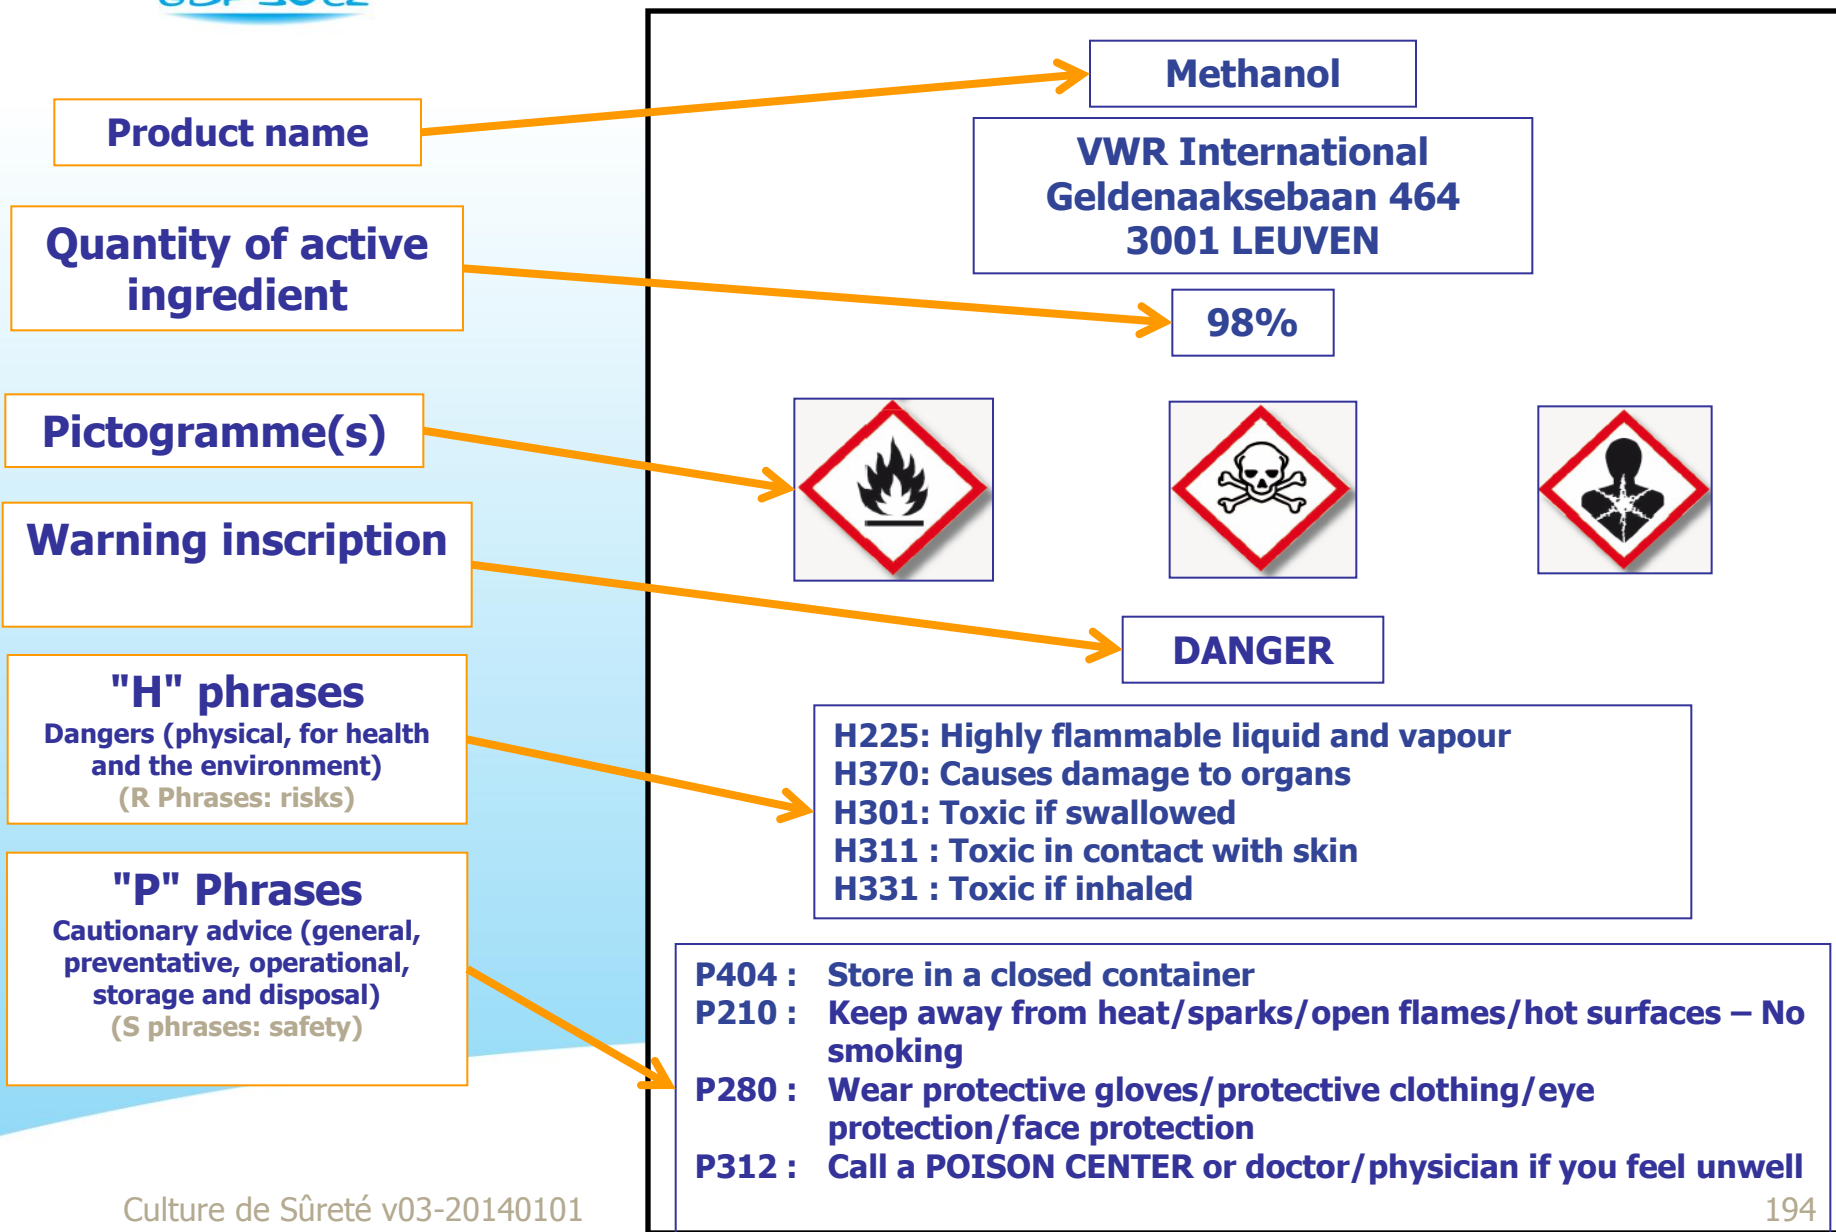 Product name
Quantity of active
ingredient
Pictogramme(s)
Warning inscription
"H" phrases
Dangers (physical, for health
and the environment)
(R Phrases: risks)
"P" Phrases
Cautionary advice (general,
preventative, operational,
storage and disposal)
(S phrases: safety)
Methanol
VWR International
Geldenaaksebaan 464
3001 LEUVEN
98%
DANGER
H225: Highly flammable liquid and vapour
H370: Causes damage to organs
H301: Toxic if swallowed
H311 : Toxic in contact with skin
H331 : Toxic if inhaled
P404 : Store in a closed container
P210 : Keep away from heat/sparks/open flames/hot surfaces – No
smoking
P280 : Wear protective gloves/protective clothing/eye
protection/face protection
P312 : Call a POISON CENTER or doctor/physician if you feel unwell
Culture de Sûreté v03-20140101
194